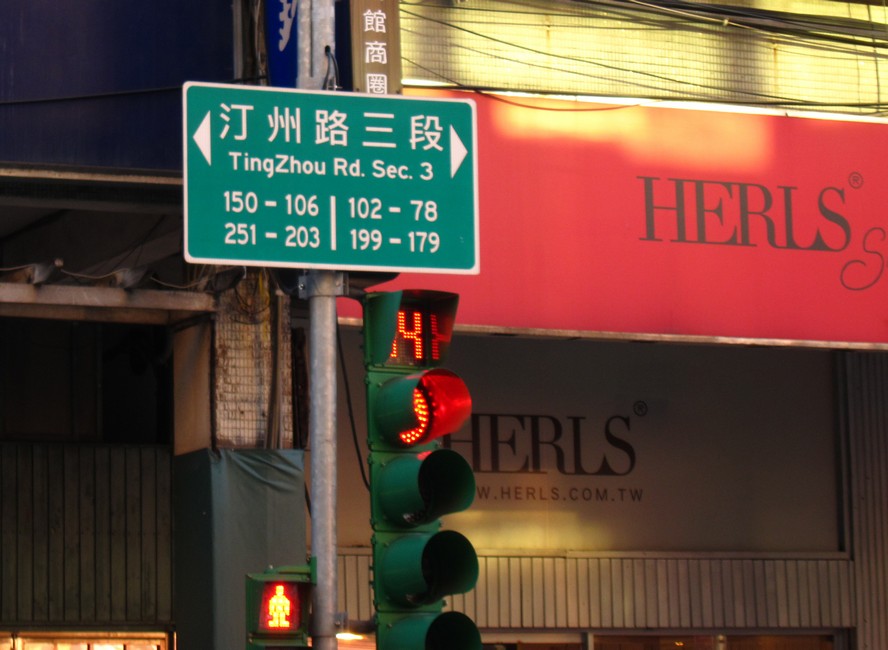 館商圈
汀州路三段
TingZhou Rd. Sec. 3
150 - 106 | 102 - 78
251 - 203 | 199 - 179
HERLS®
HERLS®
W.HERLS.COM.TW